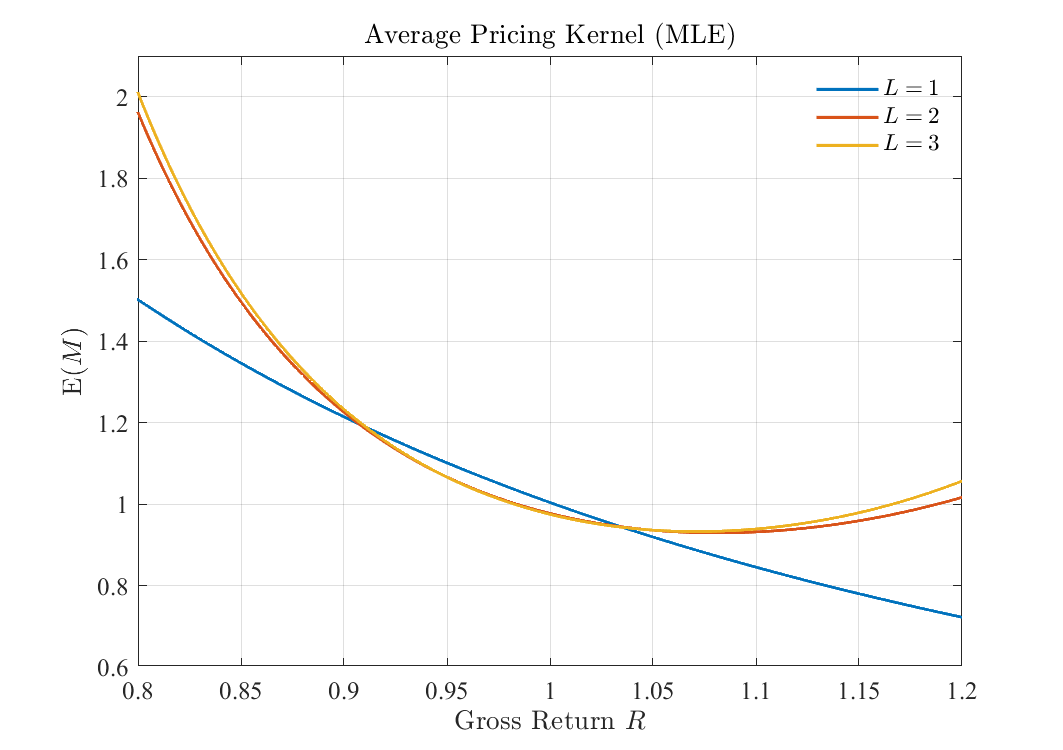 Average Pricing Kernel (MLE)
L = 1
L = 2
L = 3
2
1.8
1.6
1.4
1.2
1
0.8
0.6
E(M)
0.8 0.85 0.9 0.95 1 1.05 1.1 1.15 1.2
Gross Return R